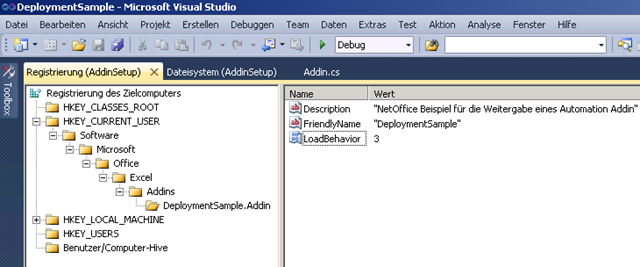 DeploymentSample - Microsoft Visual Studio
Datei Bearbeiten Ansicht Projekt Erstellen Debuggen Team Daten Extras Test Aktion Analyse Fenster Hilfe
Debug
Registrierung (AddinSetup) Dateisystem (AddinSetup) Addin.cs
Toolbox
Registrierung des Zielcomputers
HKEY_CLASSES_ROOT
HKEY_CURRENT_USER
Software
Microsoft
Office
Excel
Addins
DeploymentSample.Addin
HKEY_LOCAL_MACHINE
HKEY_USERS
Benutzer/Computer-Hive
Name Wert
Description "NetOffice Beispiel für die Weitergabe eines Automation Addin"
FriendlyName "DeploymentSample"
LoadBehavior 3